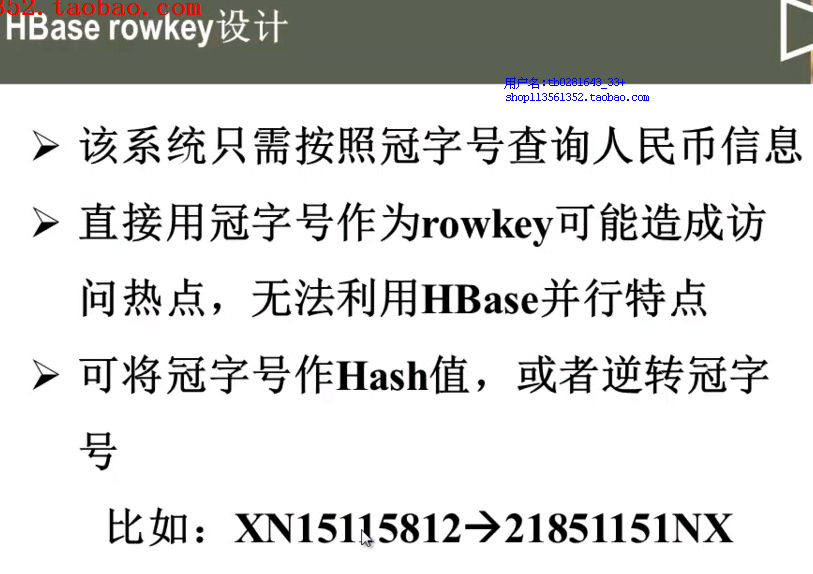 352.taobao.com
HBase rowkey设计
用户名:tb0281643_33+
shop113561352.taobao.com
➢ 该系统只需按照冠字号查询人民币信息
➢ 直接用冠字号作为rowkey可能造成访
问热点，无法利用HBase并行特点
➢ 可将冠字号作Hash值，或者逆转冠字
号
比如：XN15115812→21851151NX